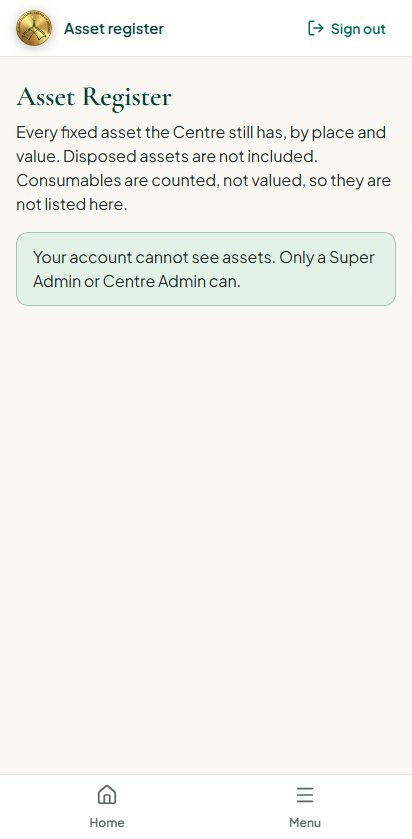 Asset register
Sign out
Asset Register
Every fixed asset the Centre still has, by place and
value. Disposed assets are not included.
Consumables are counted, not valued, so they are
not listed here.
Your account cannot see assets. Only a Super
Admin or Centre Admin can.
Home
Menu